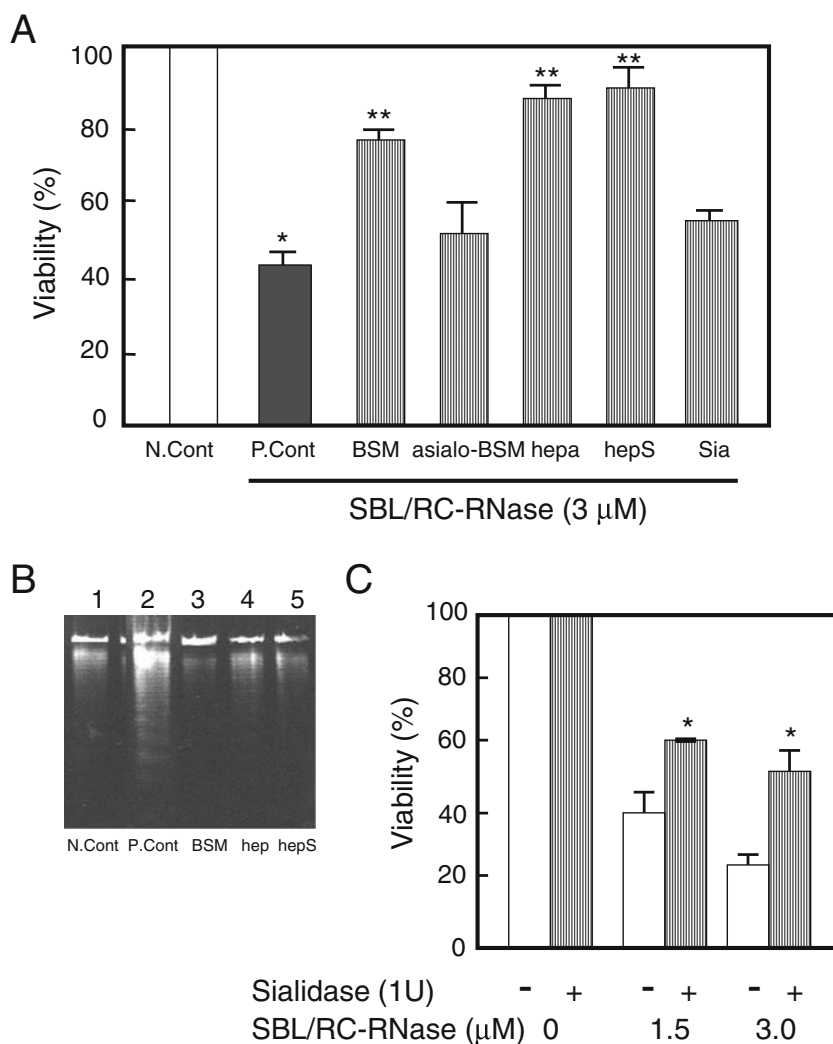 A
100
80
60
40
20
0
Viability (%)
*
**
**
**
N.Cont P.Cont BSM asialo-BSM hepa hepS Sia
SBL/RC-RNase (3 μM)
B
1 2 3 4 5
N.Cont P.Cont BSM hep hepS
C
100
80
60
40
20
0
Viability (%)
*
*
Sialidase (1U) - + - + - +
SBL/RC-RNase (μM) 0 1.5 3.0